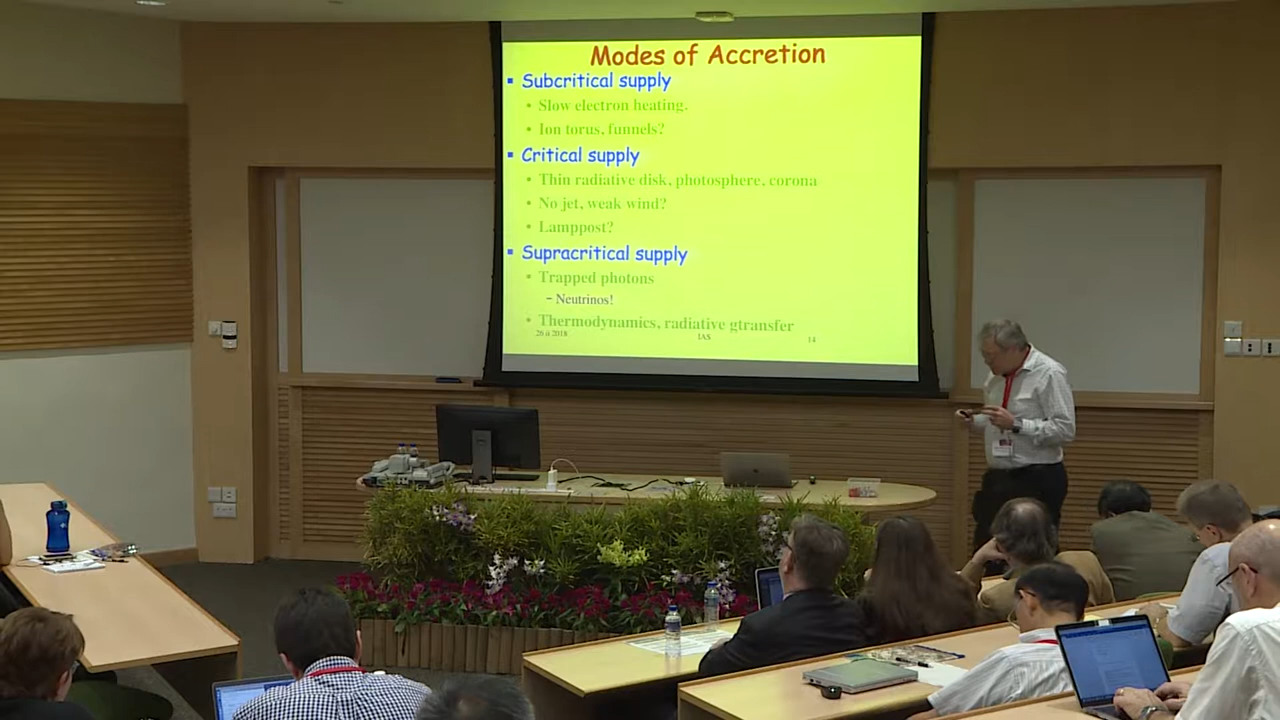 Modes of Accretion
▪ Subcritical supply
• Slow electron heating.
• Ion torus, funnels?
▪ Critical supply
• Thin radiative disk, photosphere, corona
• No jet, weak wind?
• Lamppost?
▪ Supracritical supply
• Trapped photons
– Neutrinos!
• Thermodynamics, radiative gtransfer
26 ii 2018 IAS 14